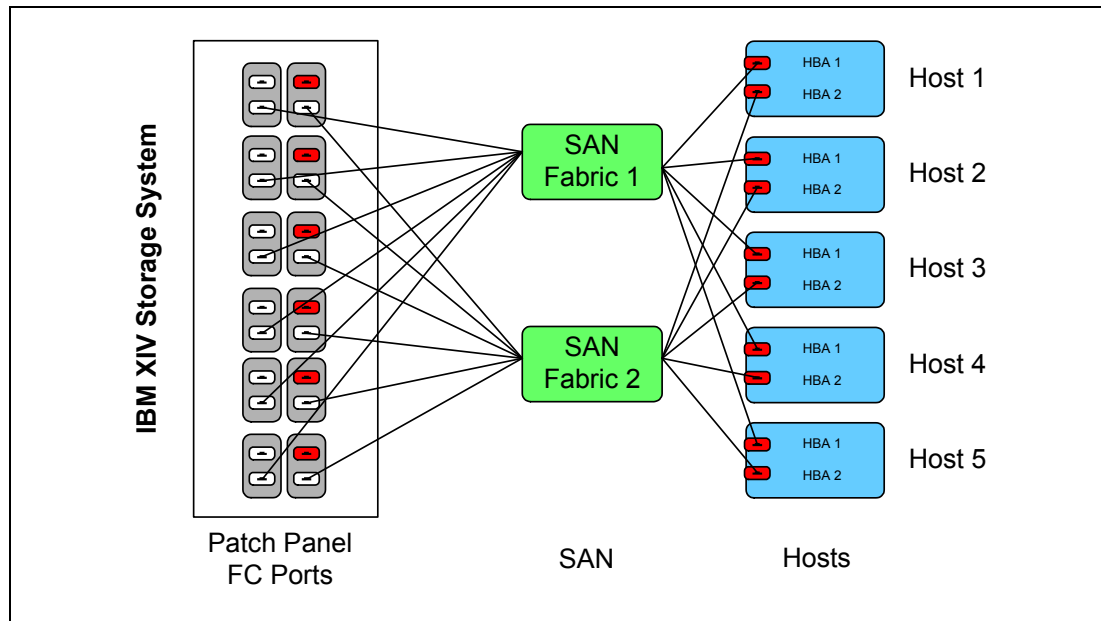 IBM XIV Storage System
Patch Panel
FC Ports
SAN
Fabric 1
SAN
Fabric 2
SAN
HBA 1
HBA 2
Host 1
HBA 1
HBA 2
Host 2
HBA 1
HBA 2
Host 3
HBA 1
HBA 2
Host 4
HBA 1
HBA 2
Host 5
Hosts